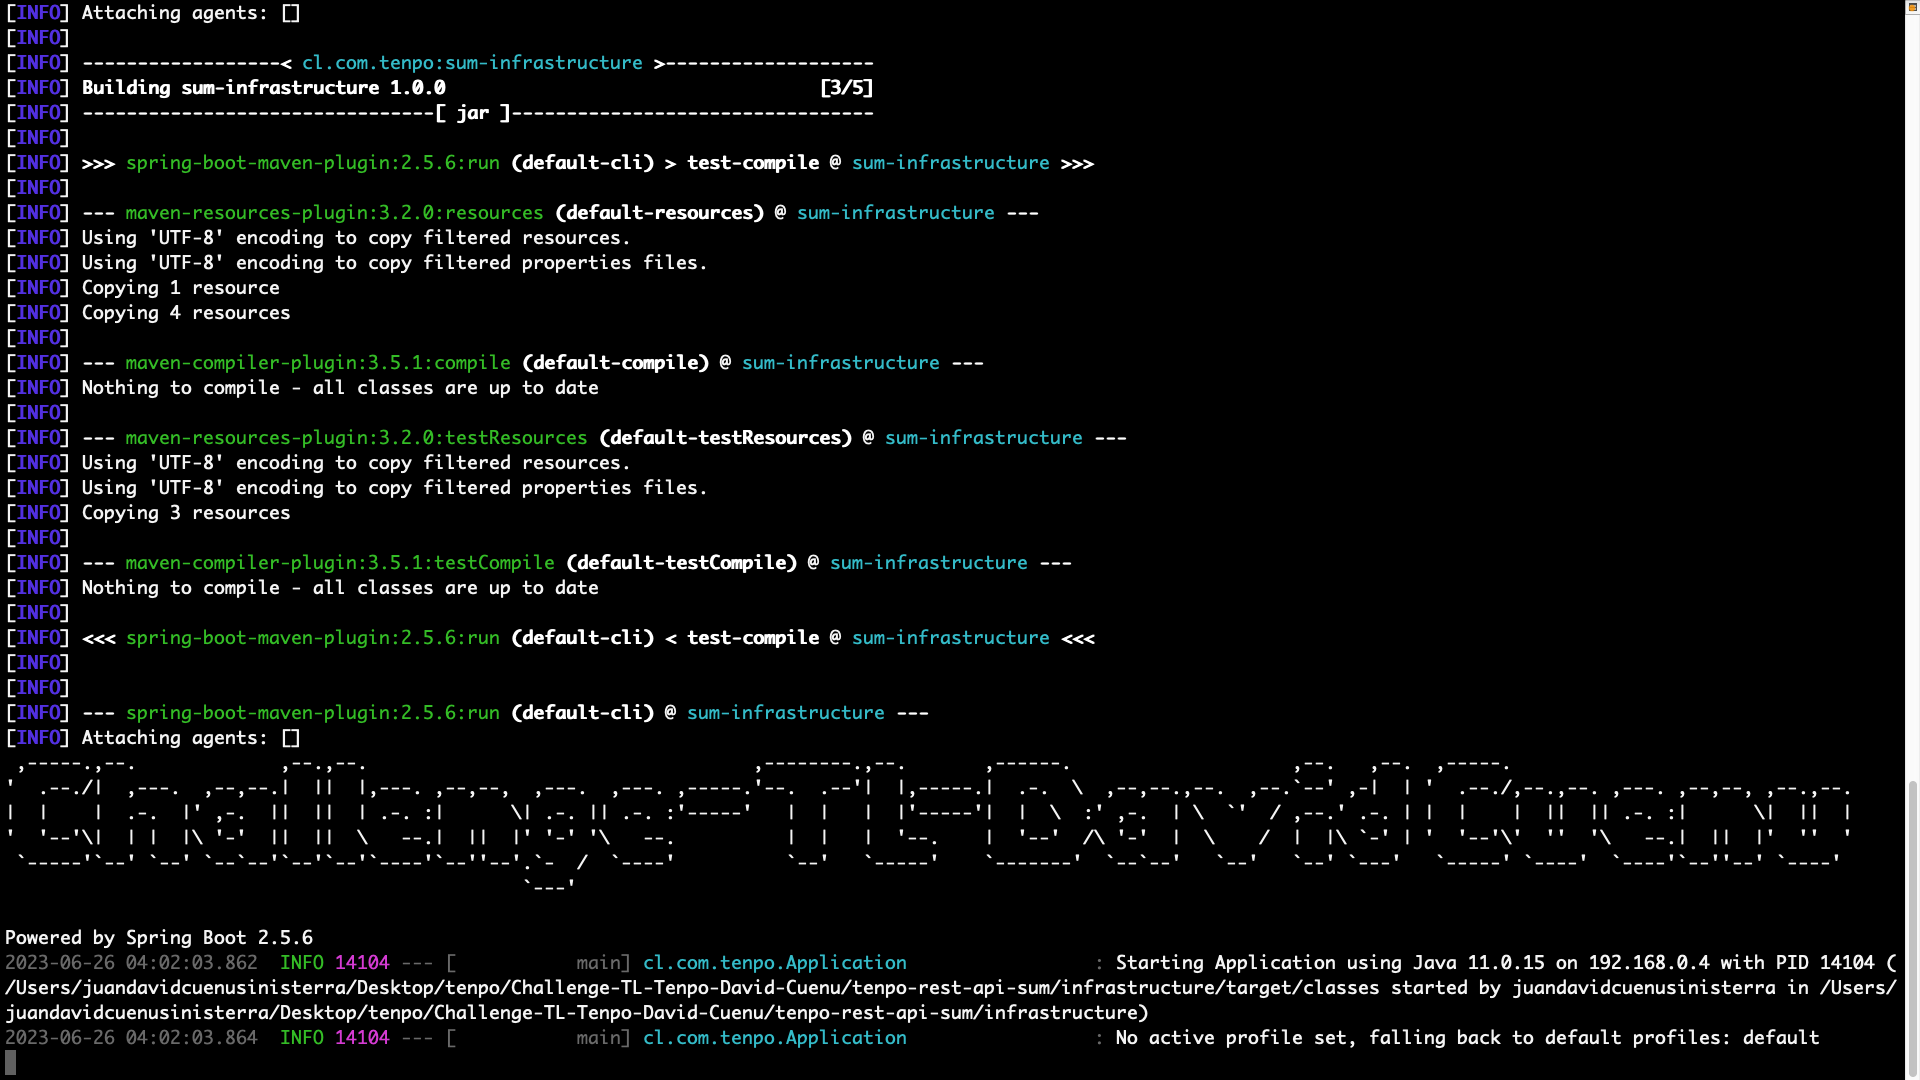 [INFO] Attaching agents: []
[INFO]
[INFO] ------------------< cl.com.tenpo:sum-infrastructure >-------------------
[INFO] Building sum-infrastructure 1.0.0                                  [3/5]
[INFO] --------------------------------[ jar ]---------------------------------
[INFO]
[INFO] >>> spring-boot-maven-plugin:2.5.6:run (default-cli) > test-compile @ sum-infrastructure >>>
[INFO]
[INFO] --- maven-resources-plugin:3.2.0:resources (default-resources) @ sum-infrastructure ---
[INFO] Using 'UTF-8' encoding to copy filtered resources.
[INFO] Using 'UTF-8' encoding to copy filtered properties files.
[INFO] Copying 1 resource
[INFO] Copying 4 resources
[INFO]
[INFO] --- maven-compiler-plugin:3.5.1:compile (default-compile) @ sum-infrastructure ---
[INFO] Nothing to compile - all classes are up to date
[INFO]
[INFO] --- maven-resources-plugin:3.2.0:testResources (default-testResources) @ sum-infrastructure ---
[INFO] Using 'UTF-8' encoding to copy filtered resources.
[INFO] Using 'UTF-8' encoding to copy filtered properties files.
[INFO] Copying 3 resources
[INFO]
[INFO] --- maven-compiler-plugin:3.5.1:testCompile (default-testCompile) @ sum-infrastructure ---
[INFO] Nothing to compile - all classes are up to date
[INFO]
[INFO] <<< spring-boot-maven-plugin:2.5.6:run (default-cli) < test-compile @ sum-infrastructure <<<
[INFO]
[INFO]
[INFO] --- spring-boot-maven-plugin:2.5.6:run (default-cli) @ sum-infrastructure ---
[INFO] Attaching agents: []
Challenge-TL-David Cuenu
Powered by Spring Boot 2.5.6
2023-06-26 04:02:03.862  INFO 14104 --- [           main] cl.com.tenpo.Application                 : Starting Application using Java 11.0.15 on 192.168.0.4 with PID 14104 (
/Users/juandavidcuenusinisterra/Desktop/tenpo/Challenge-TL-Tenpo-David-Cuenu/tenpo-rest-api-sum/infrastructure/target/classes started by juandavidcuenusinisterra in /Users/
juandavidcuenusinisterra/Desktop/tenpo/Challenge-TL-Tenpo-David-Cuenu/tenpo-rest-api-sum/infrastructure)
2023-06-26 04:02:03.864  INFO 14104 --- [           main] cl.com.tenpo.Application                 : No active profile set, falling back to default profiles: default